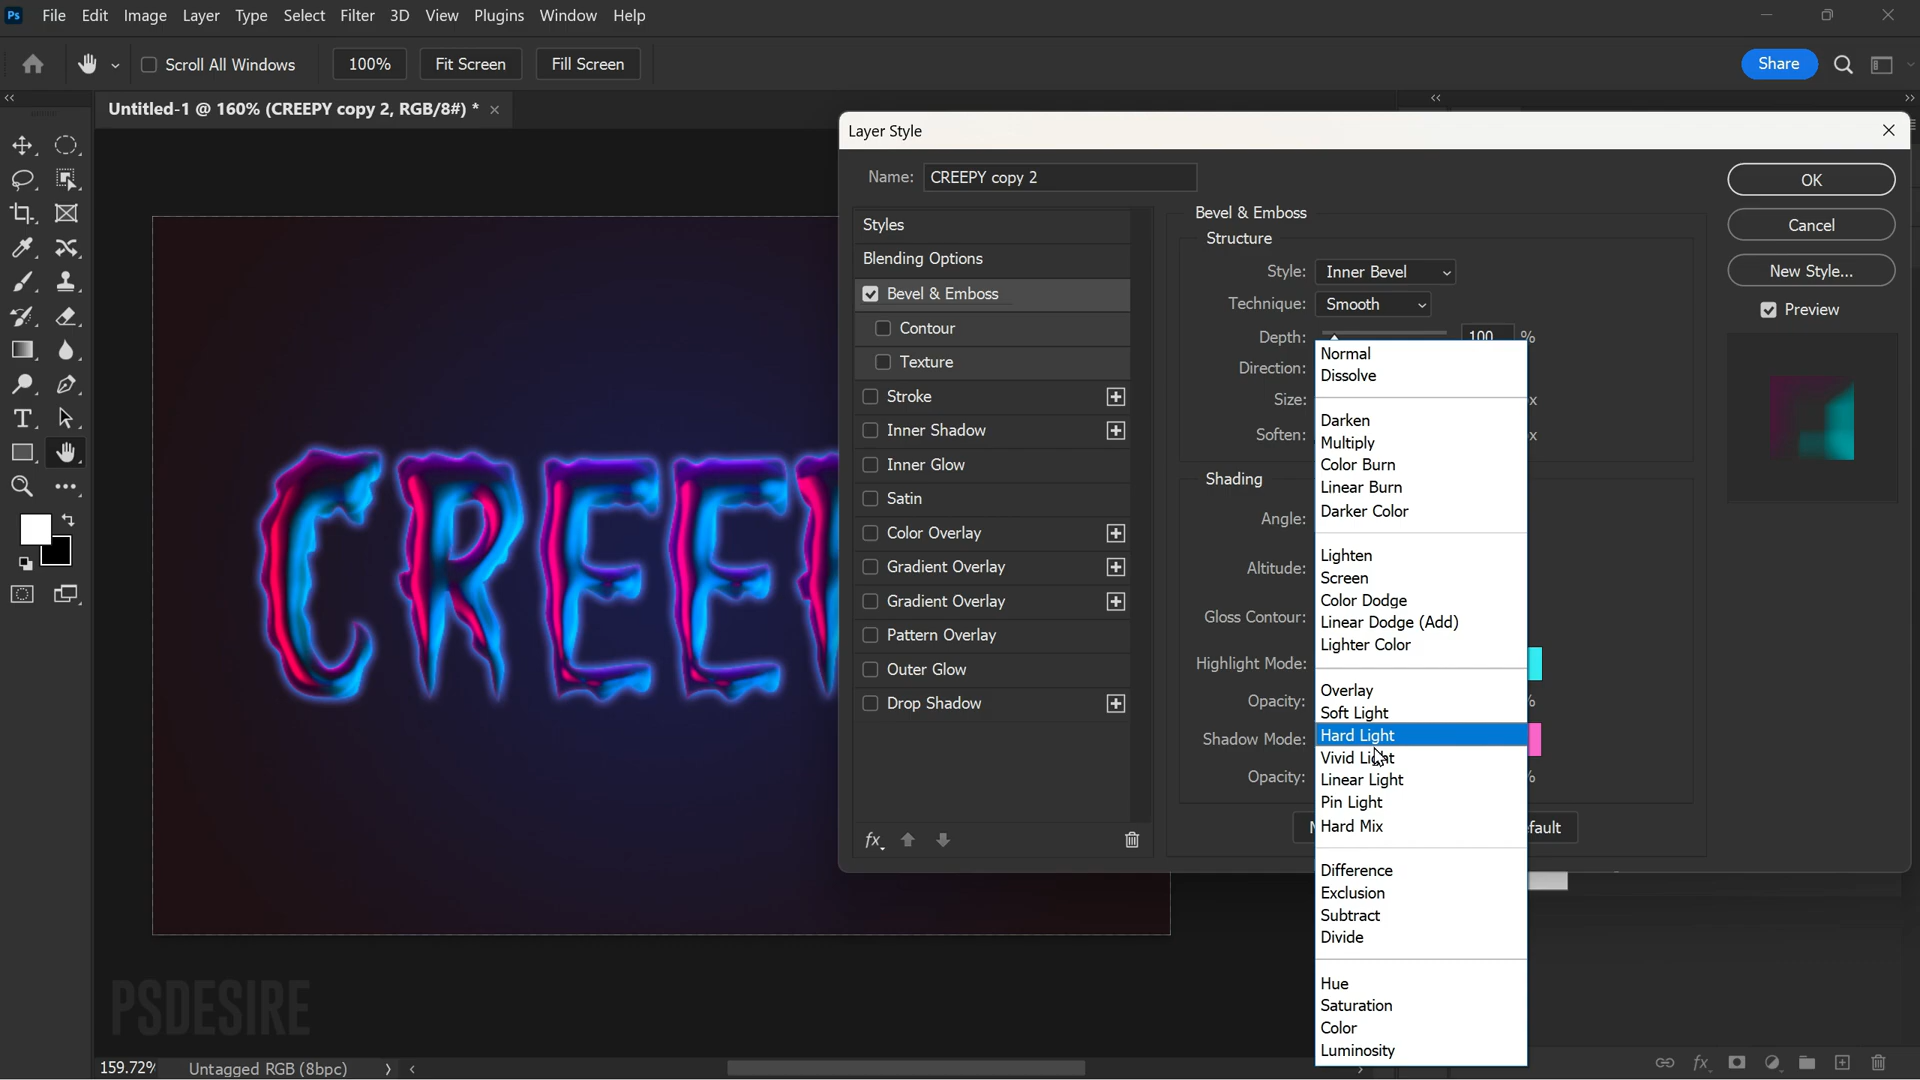 Ps File Edit Image Layer Type Select Filter 3D View Plugins Window Help
Scroll All Windows 100% Fit Screen Fill Screen Share
Untitled-1 @ 160% (CREEPY copy 2, RGB/8#) *
Layer Style
Name: CREEPY copy 2
OK
Cancel
New Style...
Preview
Styles
Blending Options
Bevel & Emboss
Contour
Texture
Stroke
Inner Shadow
Inner Glow
Satin
Color Overlay
Gradient Overlay
Gradient Overlay
Pattern Overlay
Outer Glow
Drop Shadow
fx
Bevel & Emboss
Structure
Style: Inner Bevel
Technique: Smooth
Depth: 100 %
Direction:
Size:
Soften:
Shading
Angle:
Altitude:
Gloss Contour:
Highlight Mode:
Opacity: %
Shadow Mode:
Opacity: %
Normal
Dissolve
Darken
Multiply
Color Burn
Linear Burn
Darker Color
Lighten
Screen
Color Dodge
Linear Dodge (Add)
Lighter Color
Overlay
Soft Light
Hard Light
Vivid Light
Linear Light
Pin Light
Hard Mix
Difference
Exclusion
Subtract
Divide
Hue
Saturation
Color
Luminosity
CREE
PSDESIRE
159.72% Untagged RGB (8bpc)
fx